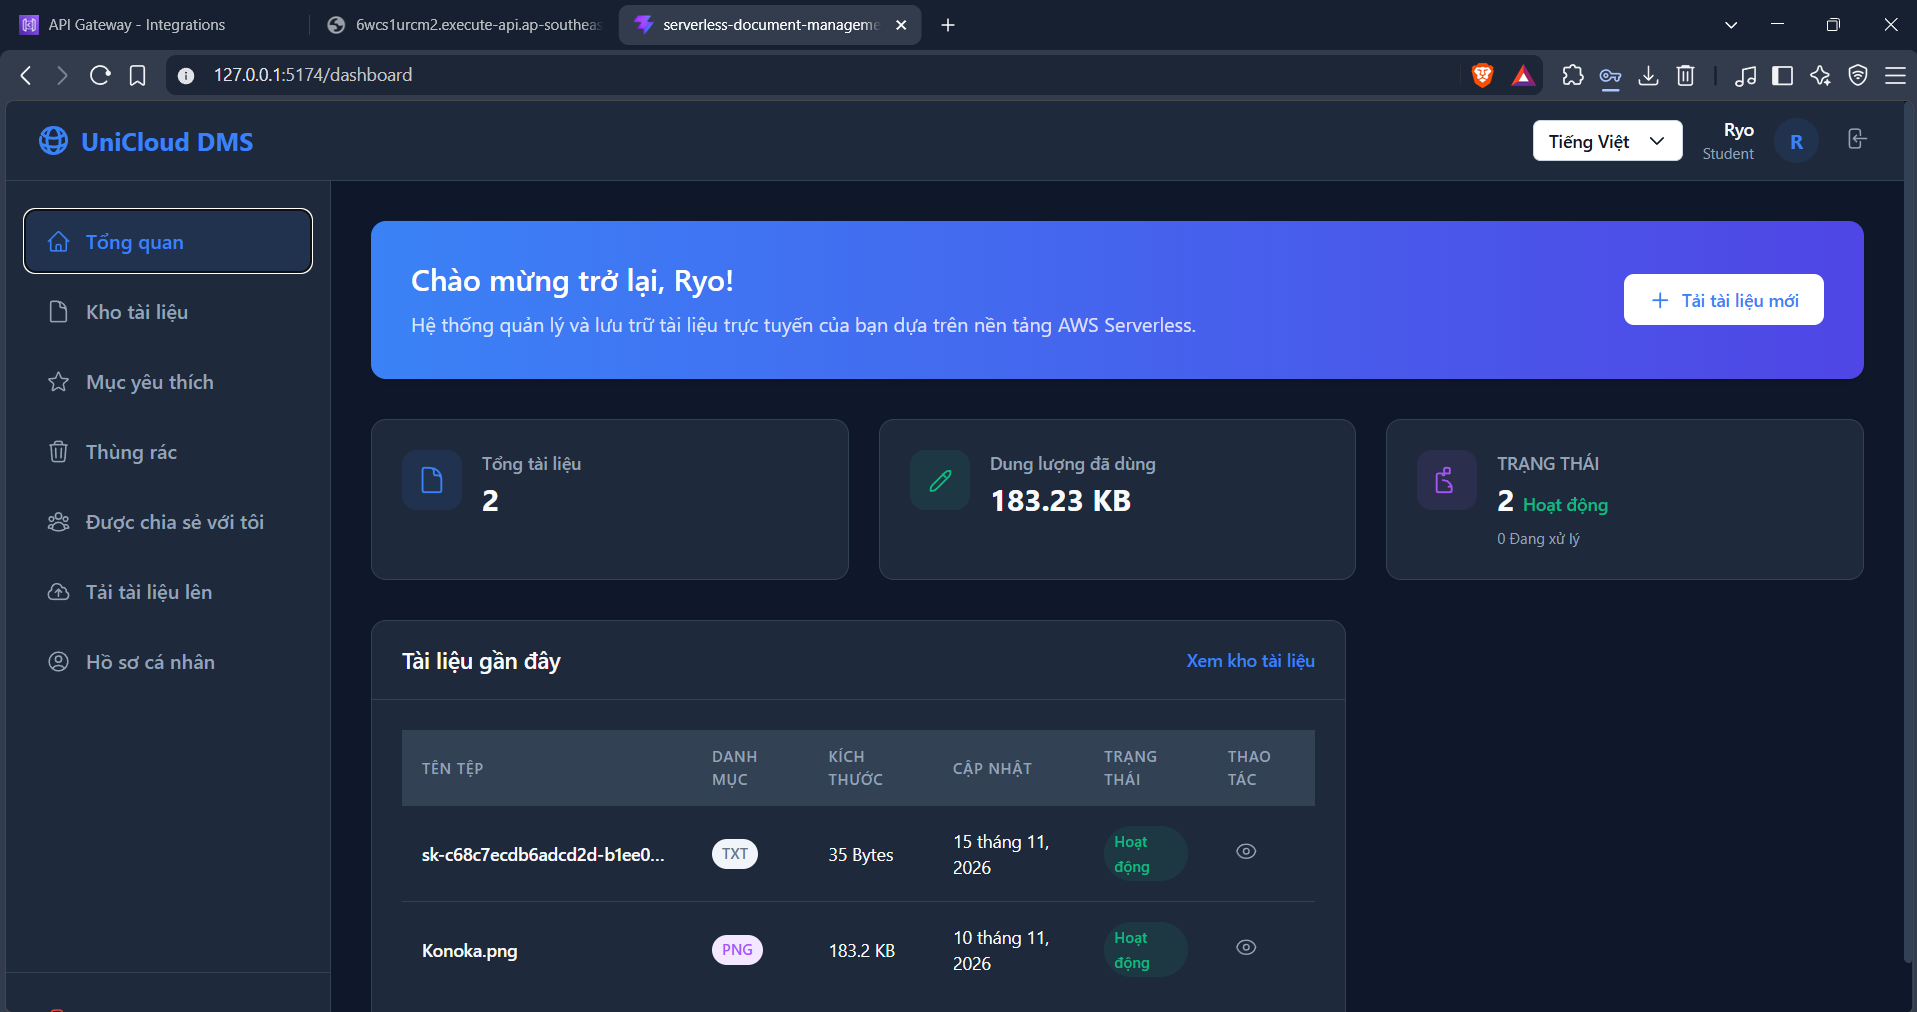 API Gateway - Integrations
6wcs1urcm2.execute-api.ap-southeas
serverless-document-manageme
127.0.0.1:5174/dashboard
UniCloud DMS
Tiếng Việt
Ryo
Student
R
Tổng quan
Kho tài liệu
Mục yêu thích
Thùng rác
Được chia sẻ với tôi
Tải tài liệu lên
Hồ sơ cá nhân
Chào mừng trở lại, Ryo!
Hệ thống quản lý và lưu trữ tài liệu trực tuyến của bạn dựa trên nền tảng AWS Serverless.
Tải tài liệu mới
Tổng tài liệu
2
Dung lượng đã dùng
183.23 KB
TRẠNG THÁI
2 Hoạt động
0 Đang xử lý
Tài liệu gần đây
Xem kho tài liệu
TÊN TỆP
DANH MỤC
KÍCH THƯỚC
CẬP NHẬT
TRẠNG THÁI
THAO TÁC
sk-c68c7ecdb6adcd2d-b1ee0...
TXT
35 Bytes
15 tháng 11, 2026
Hoạt động
Konoka.png
PNG
183.2 KB
10 tháng 11, 2026
Hoạt động